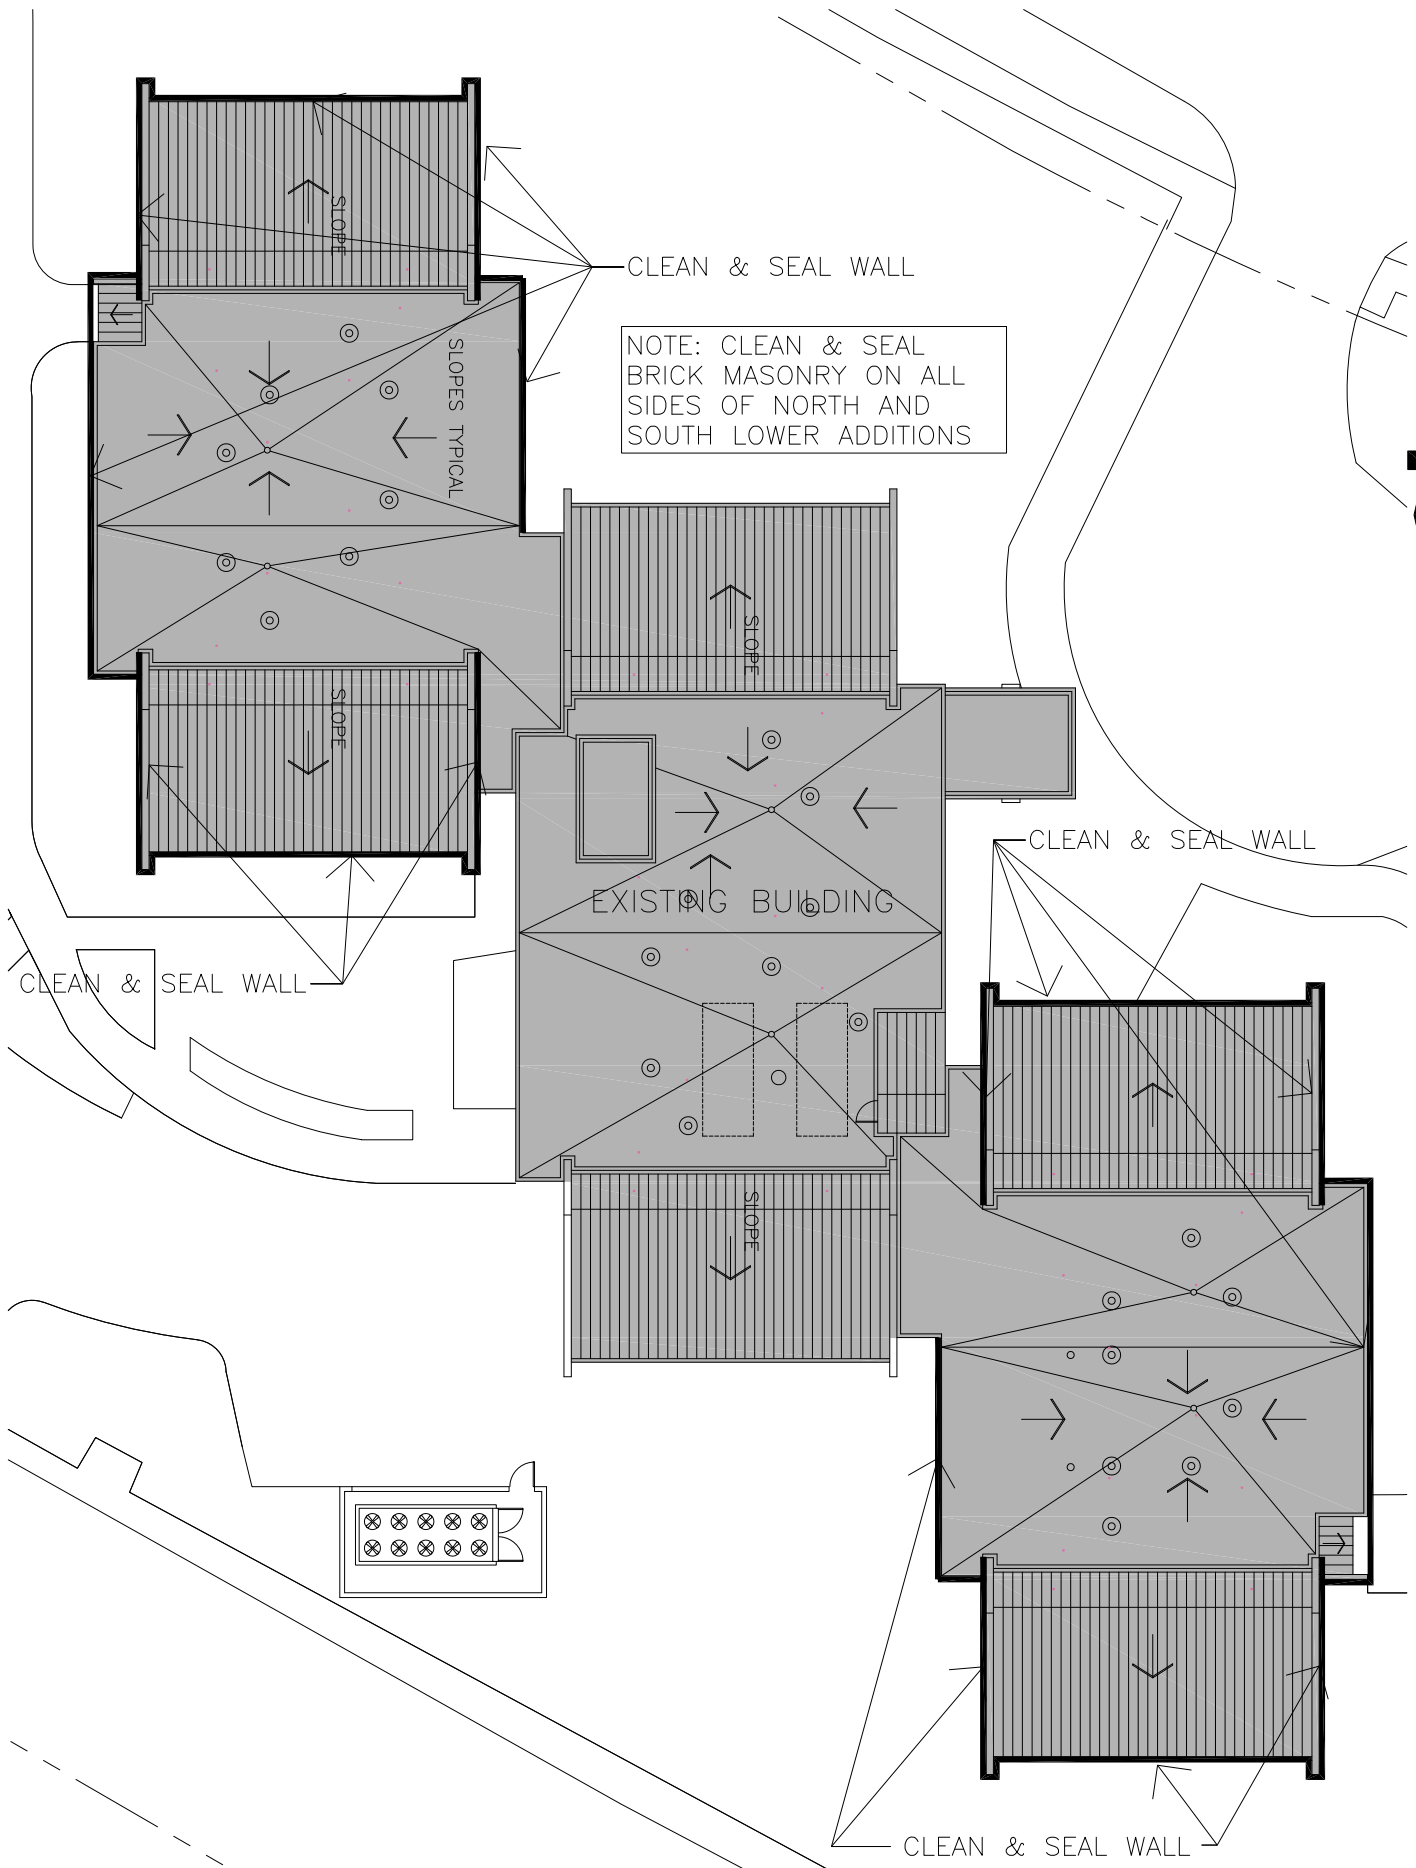 SLOPE
CLEAN & SEAL WALL
NOTE: CLEAN & SEAL
BRICK MASONRY ON ALL
SIDES OF NORTH AND
SOUTH LOWER ADDITIONS
SLOPES TYPICAL
SLOPE
SLOPE
CLEAN & SEAL WALL
EXISTING BUILDING
CLEAN & SEAL WALL
SLOPE
CLEAN & SEAL WALL